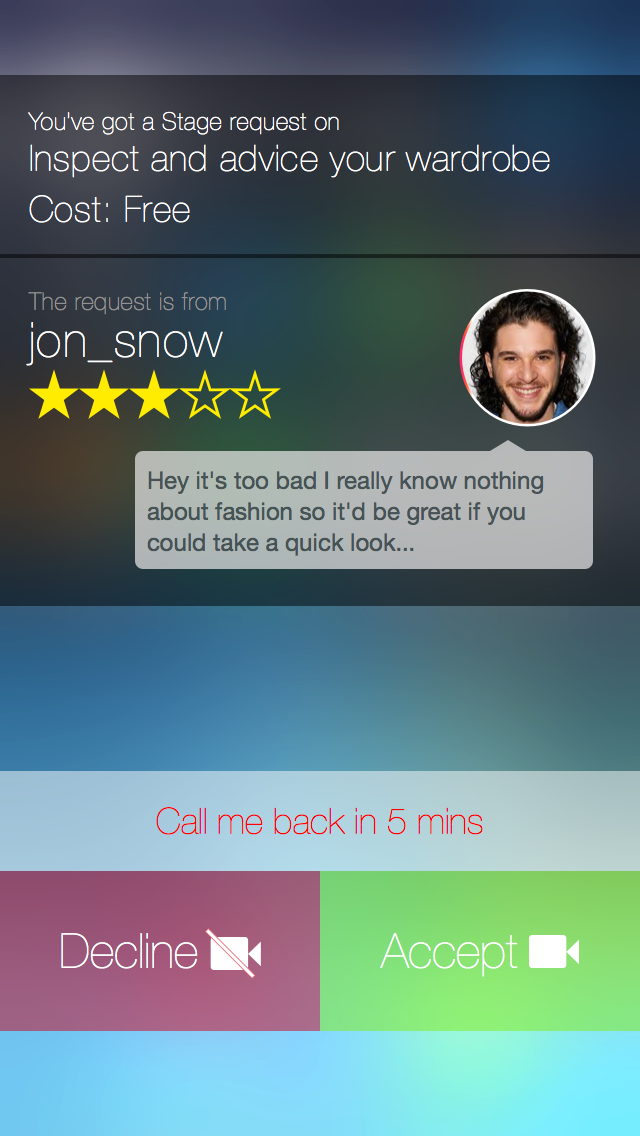 You've got a Stage request on
Inspect and advice your wardrobe
Cost: Free
The request is from
jon_snow
Hey it's too bad I really know nothing
about fashion so it'd be great if you
could take a quick look...
Call me back in 5 mins
Decline
Accept